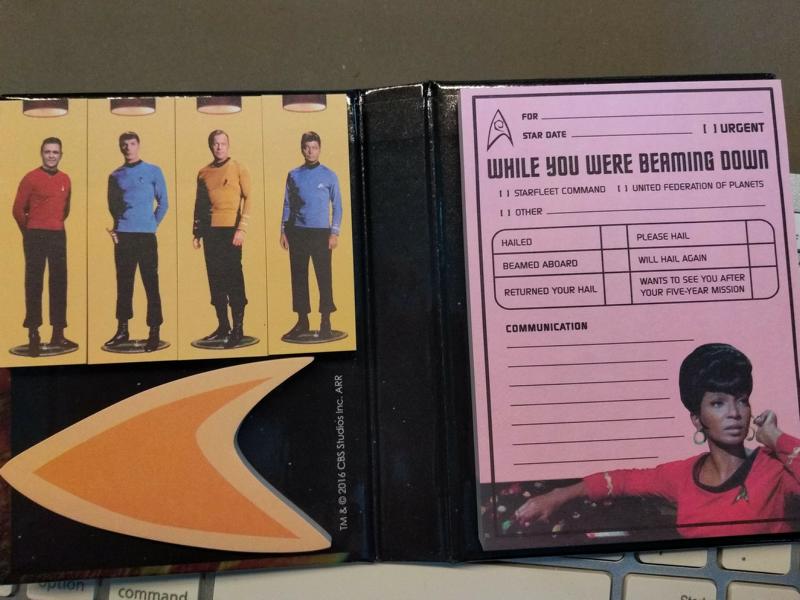 FOR
STAR DATE [ ] URGENT
WHILE YOU WERE BEAMING DOWN
[ ] STARFLEET COMMAND [ ] UNITED FEDERATION OF PLANETS
[ ] OTHER
HAILED PLEASE HAIL
BEAMED ABOARD WILL HAIL AGAIN
RETURNED YOUR HAIL WANTS TO SEE YOU AFTER
YOUR FIVE-YEAR MISSION
COMMUNICATION
TM & © 2016 CBS Studios Inc. ARR
option
command